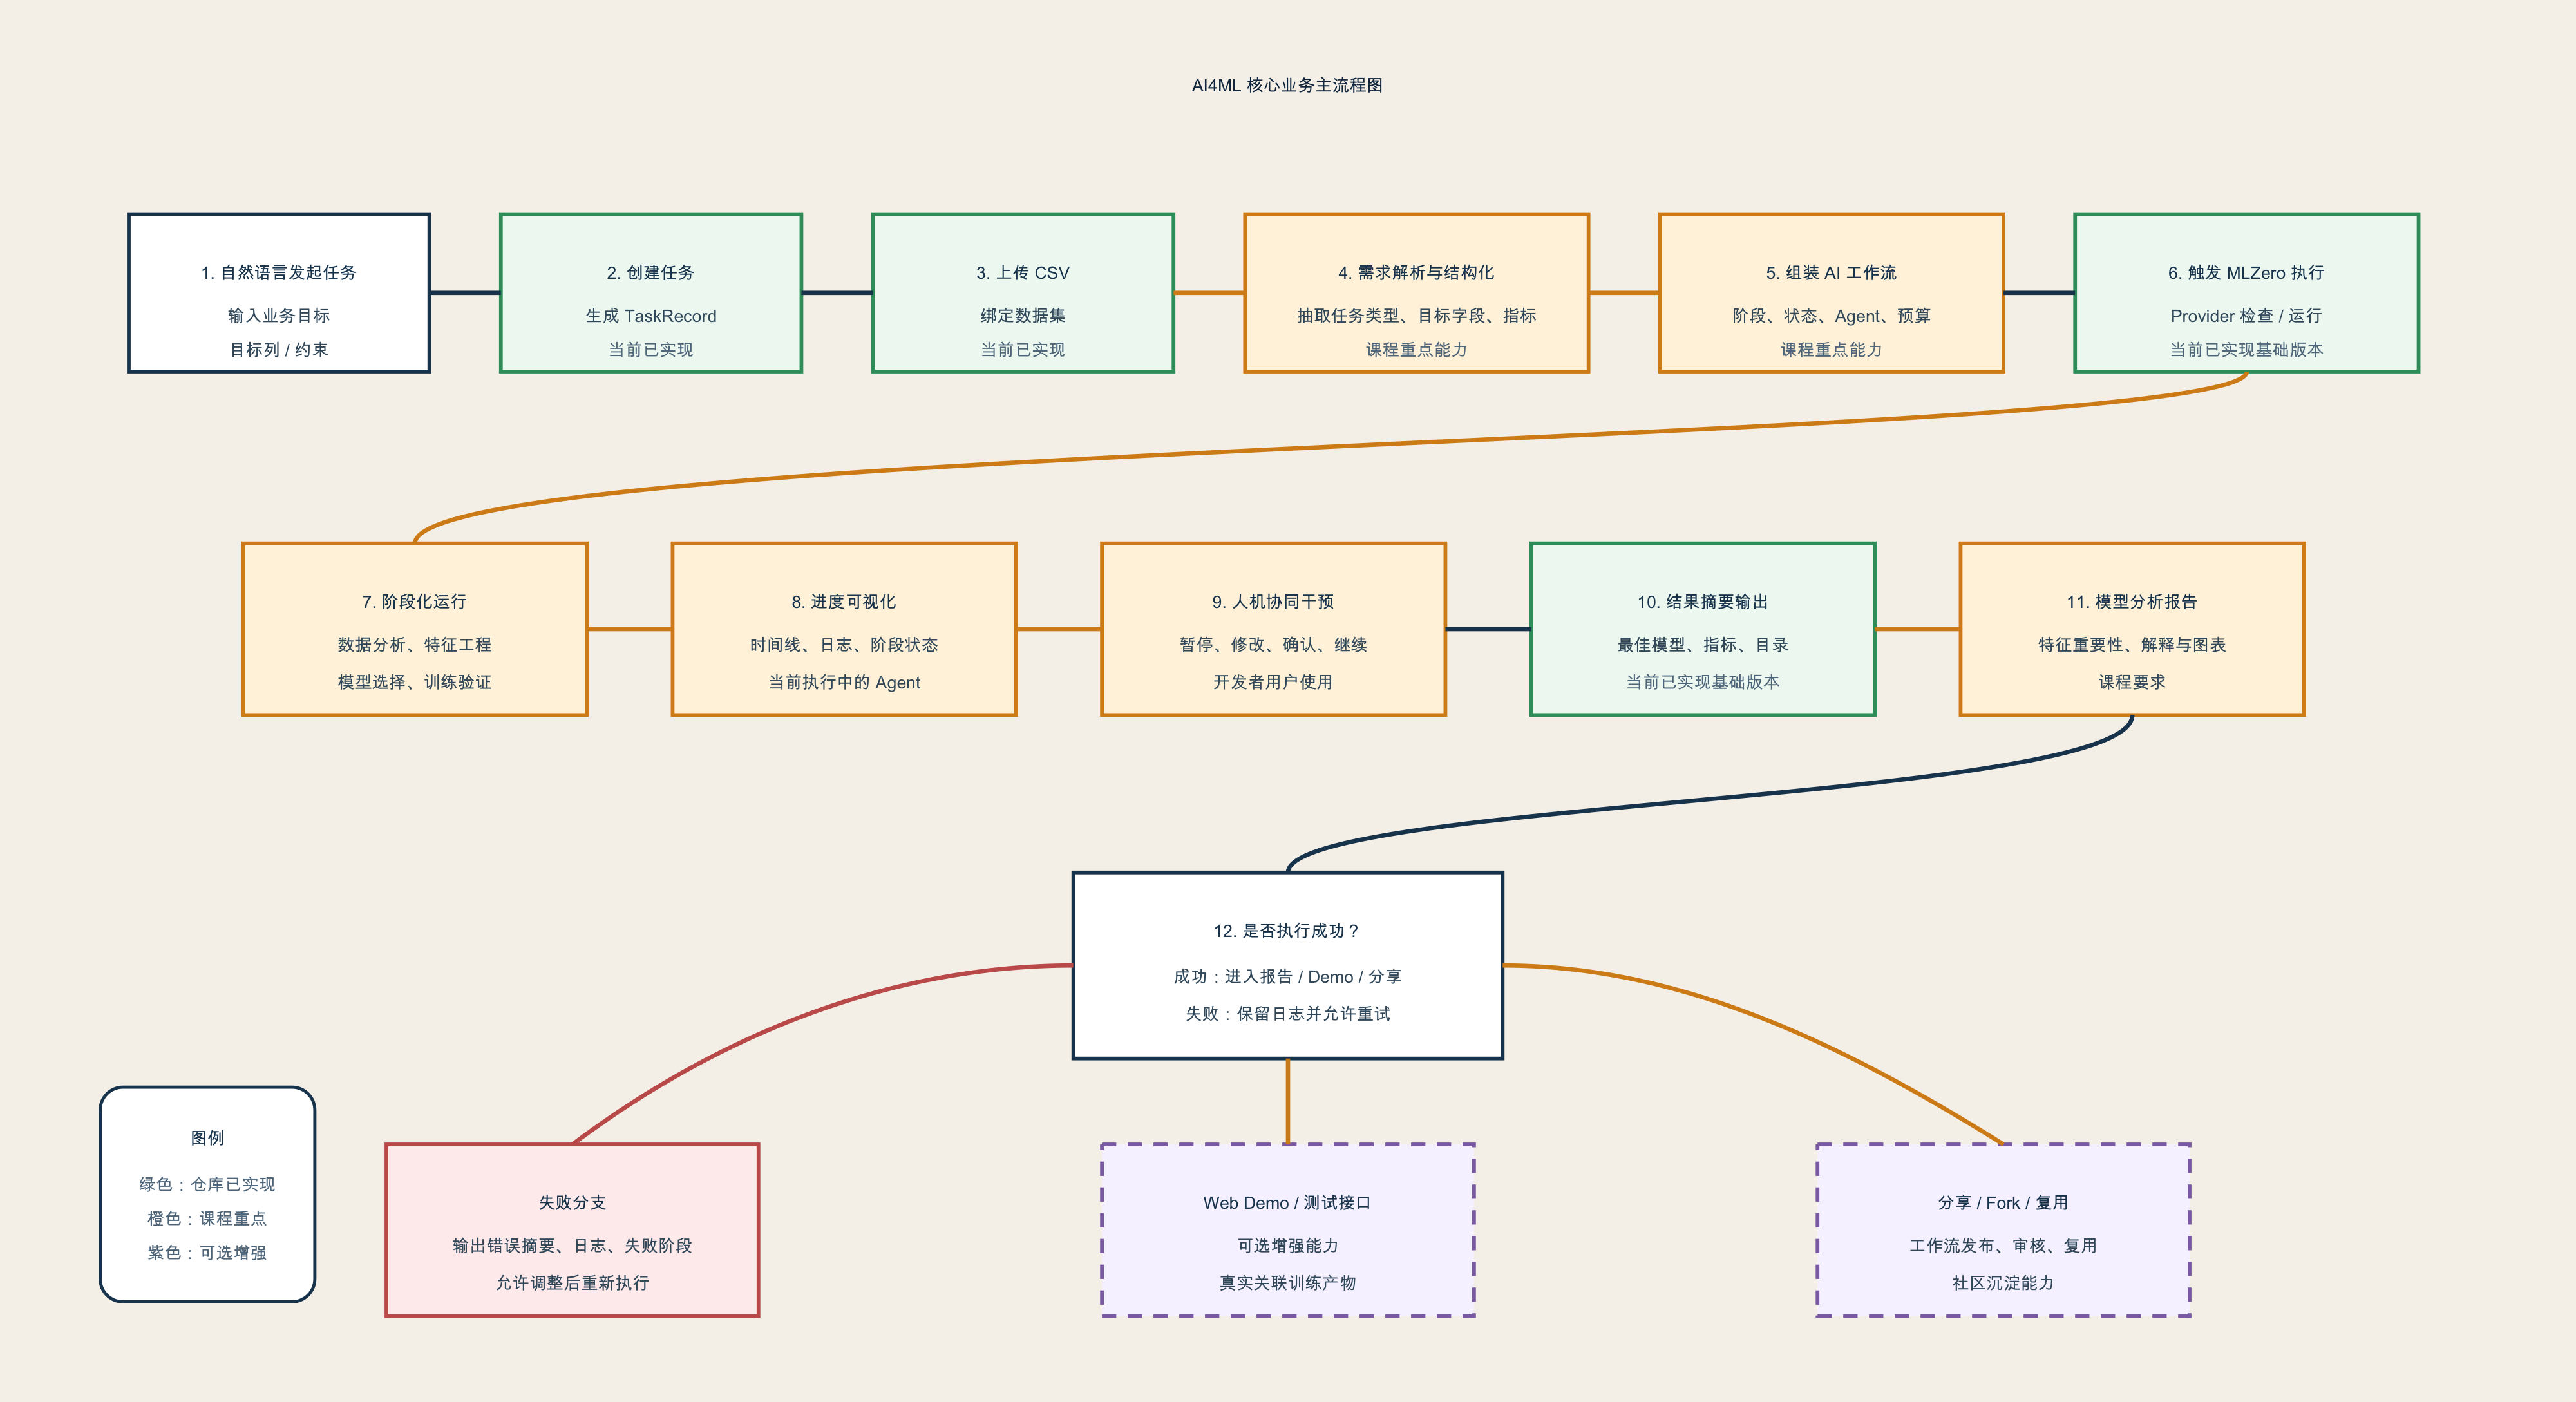 AI4ML 核心业务主流程图
1. 自然语言发起任务
输入业务目标
目标列 / 约束
2. 创建任务
生成 TaskRecord
当前已实现
3. 上传 CSV
绑定数据集
当前已实现
4. 需求解析与结构化
抽取任务类型、目标字段、指标
课程重点能力
5. 组装 AI 工作流
阶段、状态、Agent、预算
课程重点能力
6. 触发 MLZero 执行
Provider 检查 / 运行
当前已实现基础版本
7. 阶段化运行
数据分析、特征工程
模型选择、训练验证
8. 进度可视化
时间线、日志、阶段状态
当前执行中的 Agent
9. 人机协同干预
暂停、修改、确认、继续
开发者用户使用
10. 结果摘要输出
最佳模型、指标、目录
当前已实现基础版本
11. 模型分析报告
特征重要性、解释与图表
课程要求
12. 是否执行成功？
成功：进入报告 / Demo / 分享
失败：保留日志并允许重试
图例
绿色：仓库已实现
橙色：课程重点
紫色：可选增强
失败分支
输出错误摘要、日志、失败阶段
允许调整后重新执行
Web Demo / 测试接口
可选增强能力
真实关联训练产物
分享 / Fork / 复用
工作流发布、审核、复用
社区沉淀能力